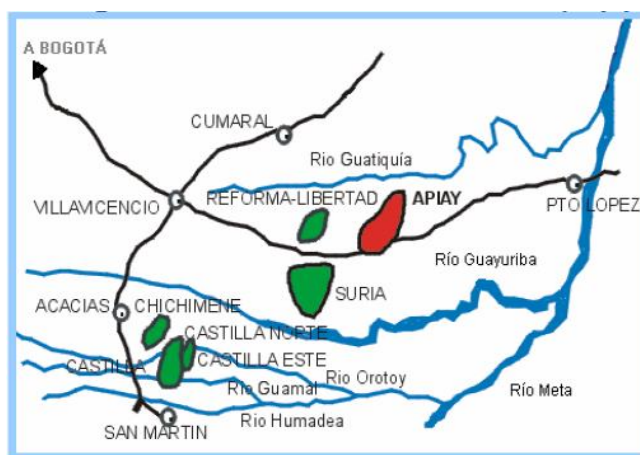 A BOGOTÁ
CUMARAL
Rio Guatiquía
REFORMA-LIBERTAD
APIAY
VILLAVICENCIO
PTO LOPEZ
Río Guayuriba
SURIA
ACACIAS
CHICHIMENE
CASTILLA NORTE
CASTILLA
CASTILLA ESTE
Rio Orotoy
Rio Guamal
Río Meta
Rio Humadea
SAN MARTIN